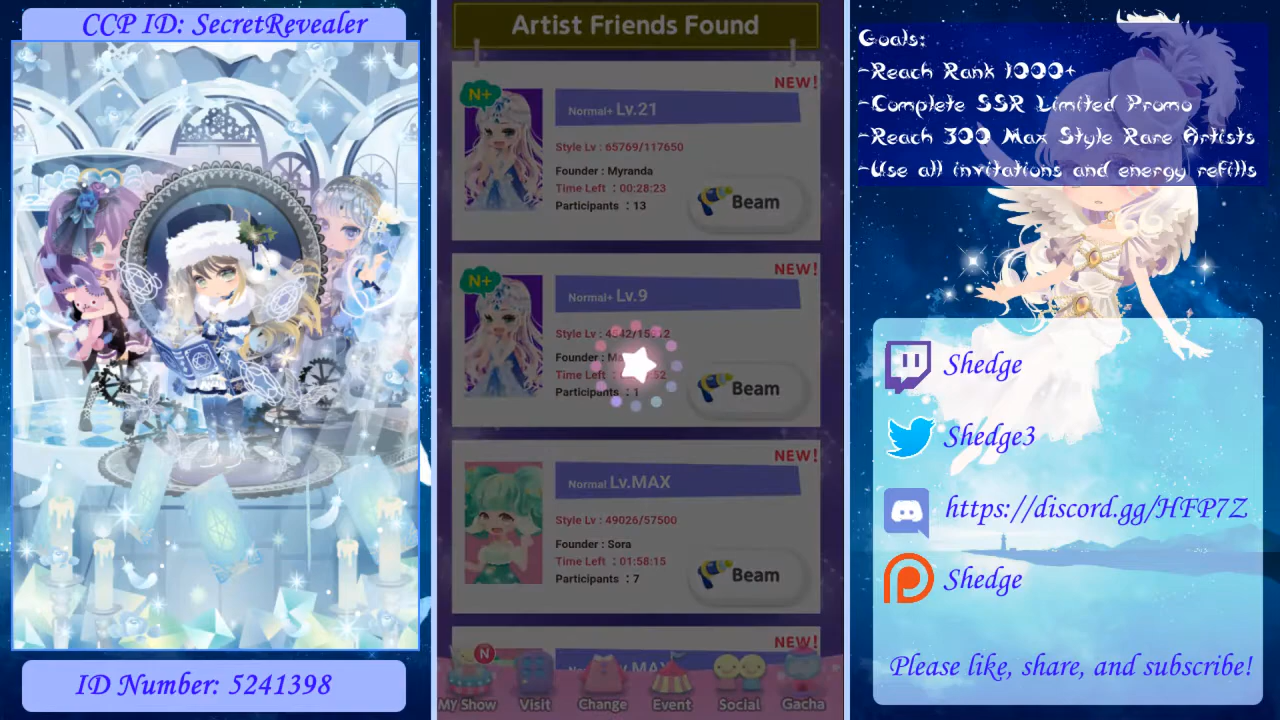 CCP ID: SecretRevealer
ID Number: 5241398
Artist Friends Found
NEW!
N+
Normal+ Lv.21
Style Lv : 65769/117650
Founder : Myranda
Time Left : 00:28:23
Participants : 13
Beam
NEW!
N+
Normal+ Lv.9
Style Lv :
Founder :
Time Left :
Participants : 1
Beam
NEW!
Normal Lv.MAX
Style Lv : 49026/57500
Founder : Sora
Time Left : 01:58:15
Participants : 7
Beam
NEW!
N
My Show
Visit
Change
Event
Social
Gacha
Goals:
-Reach Rank 1000+
-Complete SSR Limited Promo
-Reach 300 Max Style Rare Artists
-Use all invitations and energy refills
Shedge
Shedge3
https://discord.gg/HFP7Z
Shedge
Please like, share, and subscribe!